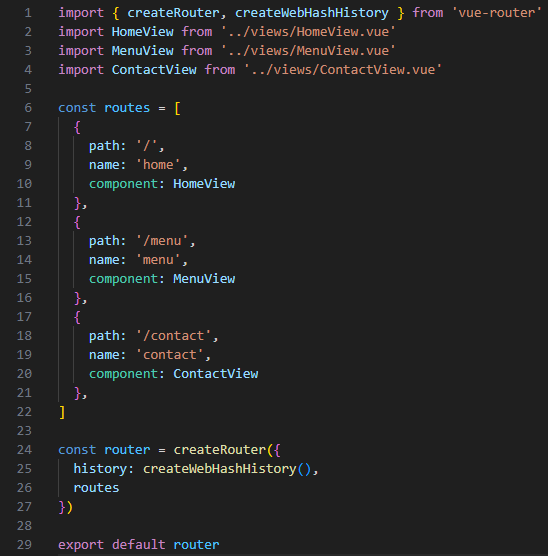 1 import { createRouter, createWebHashHistory } from 'vue-router'
2 import HomeView from '../views/HomeView.vue'
3 import MenuView from '../views/MenuView.vue'
4 import ContactView from '../views/ContactView.vue'
5
6 const routes = [
7   {
8     path: '/',
9     name: 'home',
10     component: HomeView
11   },
12   {
13     path: '/menu',
14     name: 'menu',
15     component: MenuView
16   },
17   {
18     path: '/contact',
19     name: 'contact',
20     component: ContactView
21   },
22 ]
23
24 const router = createRouter({
25   history: createWebHashHistory(),
26   routes
27 })
28
29 export default router